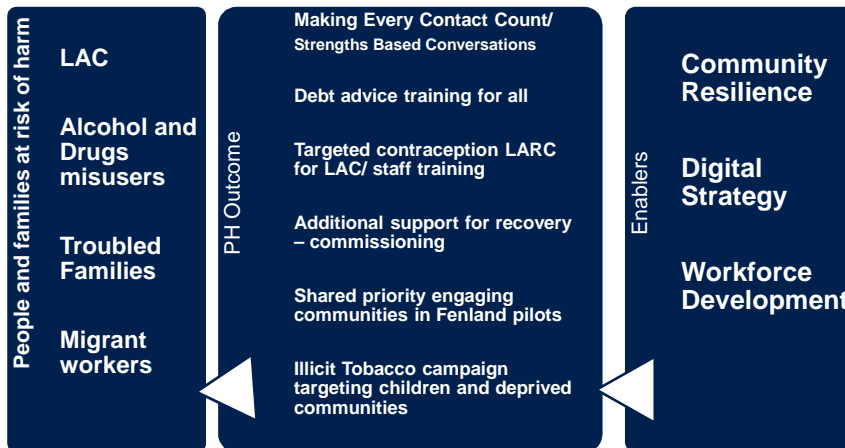 People and families at risk of harm
LAC
Alcohol and
Drugs
misusers
Troubled
Families
Migrant
workers
PH Outcome
Making Every Contact Count/
Strengths Based Conversations
Debt advice training for all
Targeted contraception LARC
for LAC/ staff training
Additional support for recovery
– commissioning
Shared priority engaging
communities in Fenland pilots
Illicit Tobacco campaign
targeting children and deprived
communities
Enablers
Community
Resilience
Digital
Strategy
Workforce
Development